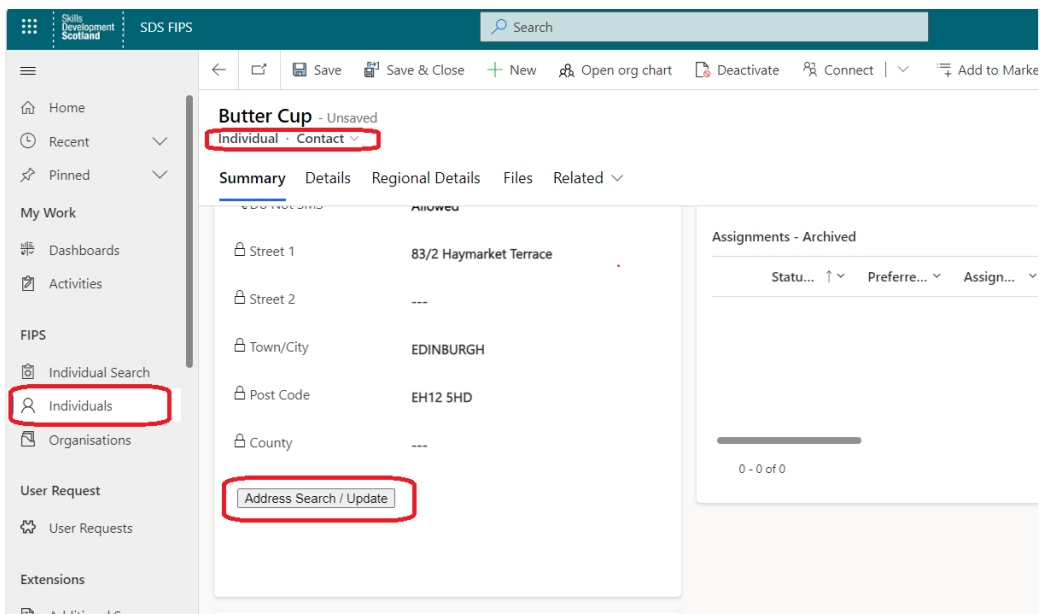 Skills
Development
Scotland
SDS FIPS
Search
Save
Save & Close
New
Open org chart
Deactivate
Connect
Add to Marke
Home
Recent
Pinned
My Work
Dashboards
Activities
FIPS
Individual Search
Individuals
Organisations
User Request
User Requests
Extensions
Butter Cup - Unsaved
Individual · Contact
Summary Details Regional Details Files Related
Do Not SMS Allowed
Street 1 83/2 Haymarket Terrace
Street 2 ---
Town/City EDINBURGH
Post Code EH12 5HD
County ---
Address Search / Update
Assignments - Archived
Statu... Preferre... Assign...
0 - 0 of 0